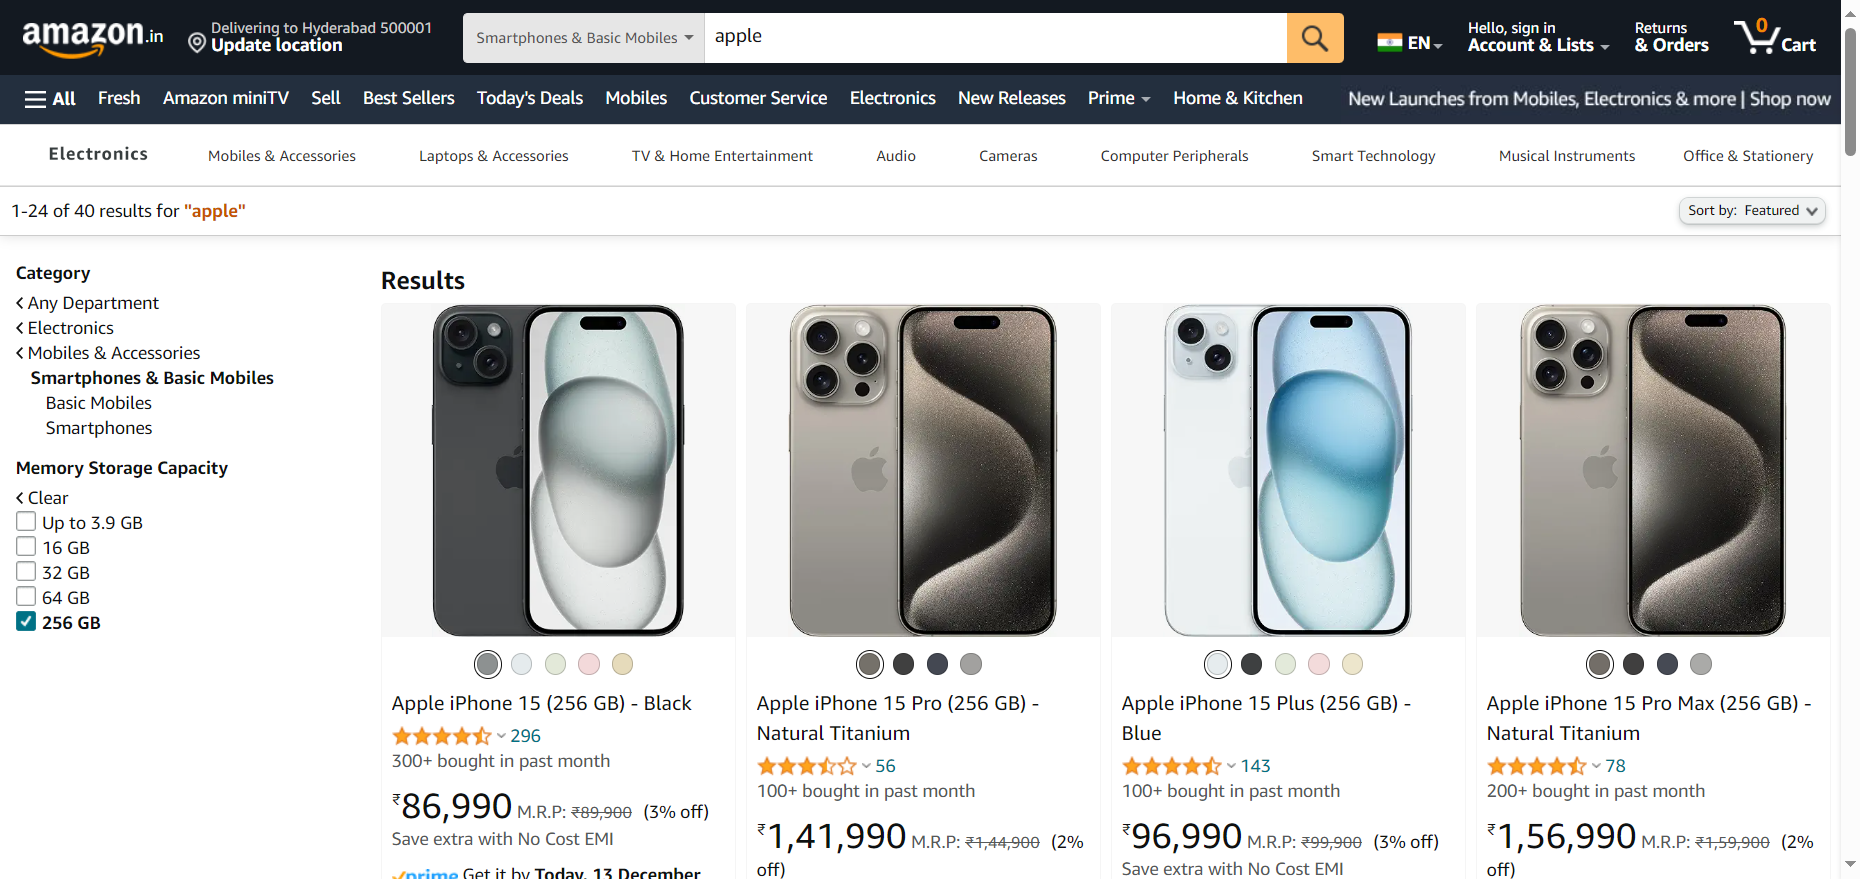 amazon.in
Delivering to Hyderabad 500001
Update location
Smartphones & Basic Mobiles
apple
EN
Hello, sign in
Account & Lists
Returns
& Orders
0
Cart
All
Fresh
Amazon miniTV
Sell
Best Sellers
Today's Deals
Mobiles
Customer Service
Electronics
New Releases
Prime
Home & Kitchen
New Launches from Mobiles, Electronics & more | Shop now
Electronics
Mobiles & Accessories
Laptops & Accessories
TV & Home Entertainment
Audio
Cameras
Computer Peripherals
Smart Technology
Musical Instruments
Office & Stationery
1-24 of 40 results for "apple"
Sort by: Featured
Category
Any Department
Electronics
Mobiles & Accessories
Smartphones & Basic Mobiles
Basic Mobiles
Smartphones
Memory Storage Capacity
Clear
Up to 3.9 GB
16 GB
32 GB
64 GB
256 GB
Results
Apple iPhone 15 (256 GB) - Black
296
300+ bought in past month
₹86,990 M.R.P: ₹89,900 (3% off)
Save extra with No Cost EMI
prime Get it by Today, 13 December
Apple iPhone 15 Pro (256 GB) -
Natural Titanium
56
100+ bought in past month
₹1,41,990 M.R.P: ₹1,44,900 (2%
off)
Apple iPhone 15 Plus (256 GB) -
Blue
143
100+ bought in past month
₹96,990 M.R.P: ₹99,900 (3% off)
Save extra with No Cost EMI
Apple iPhone 15 Pro Max (256 GB) -
Natural Titanium
78
200+ bought in past month
₹1,56,990 M.R.P: ₹1,59,900 (2%
off)